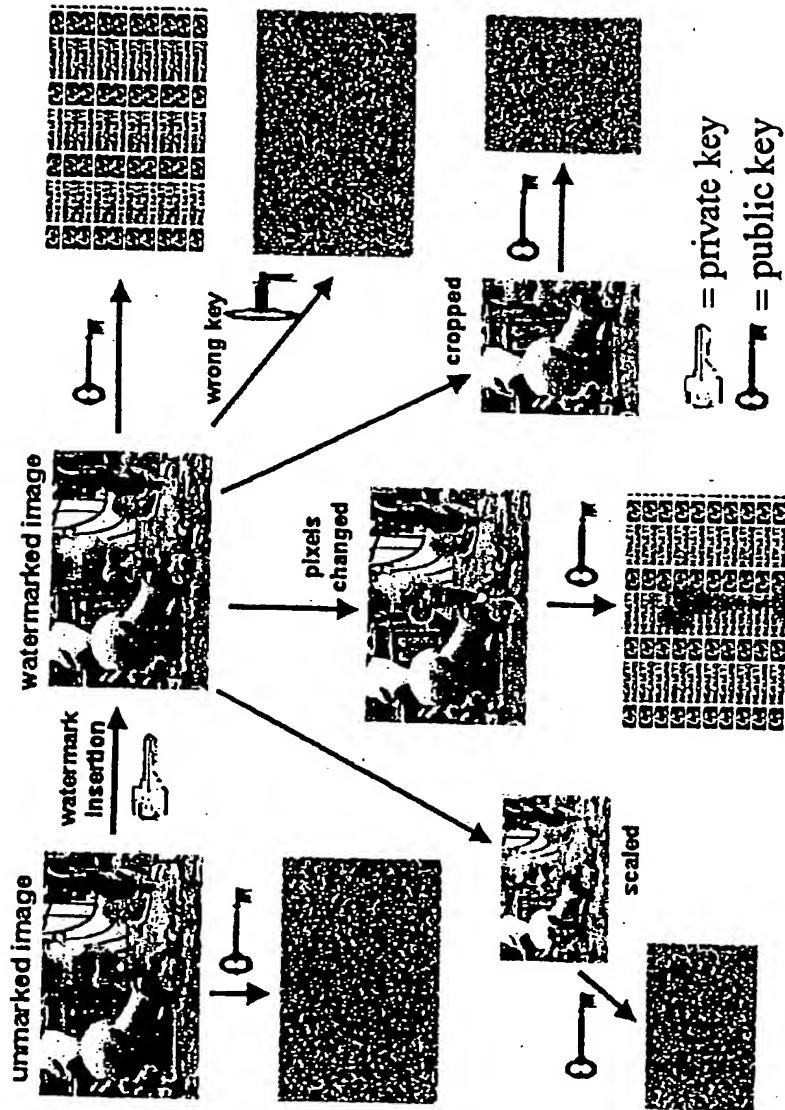 unmarked image
watermark
insertion
watermarked image
wrong key
pixels
changed
cropped
scaled
= private key
= public key